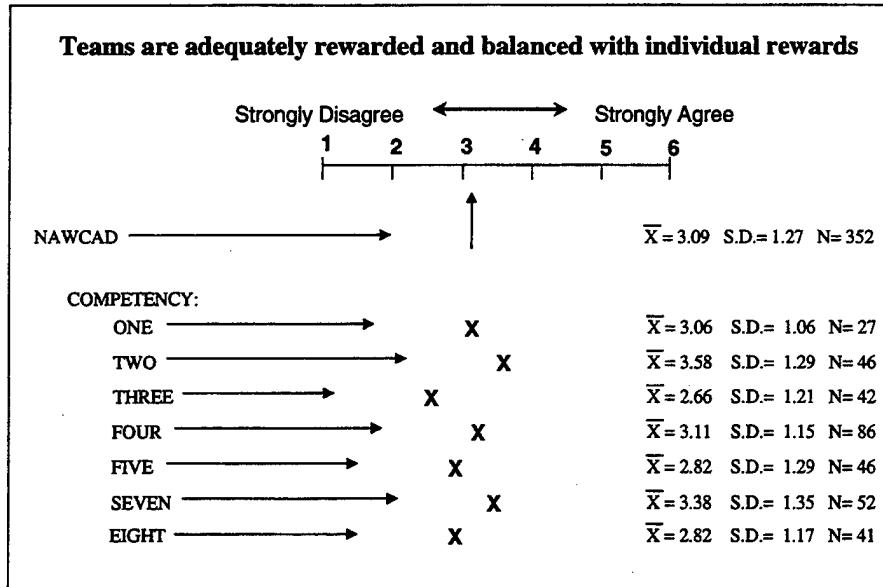 Teams are adequately rewarded and balanced with individual rewards
Strongly Disagree Strongly Agree
1 2 3 4 5 6
NAWCAD X̄ = 3.09 S.D.= 1.27 N= 352
COMPETENCY:
ONE X X̄ = 3.06 S.D.= 1.06 N= 27
TWO X X̄ = 3.58 S.D.= 1.29 N= 46
THREE X X̄ = 2.66 S.D.= 1.21 N= 42
FOUR X X̄ = 3.11 S.D.= 1.15 N= 86
FIVE X X̄ = 2.82 S.D.= 1.29 N= 46
SEVEN X X̄ = 3.38 S.D.= 1.35 N= 52
EIGHT X X̄ = 2.82 S.D.= 1.17 N= 41